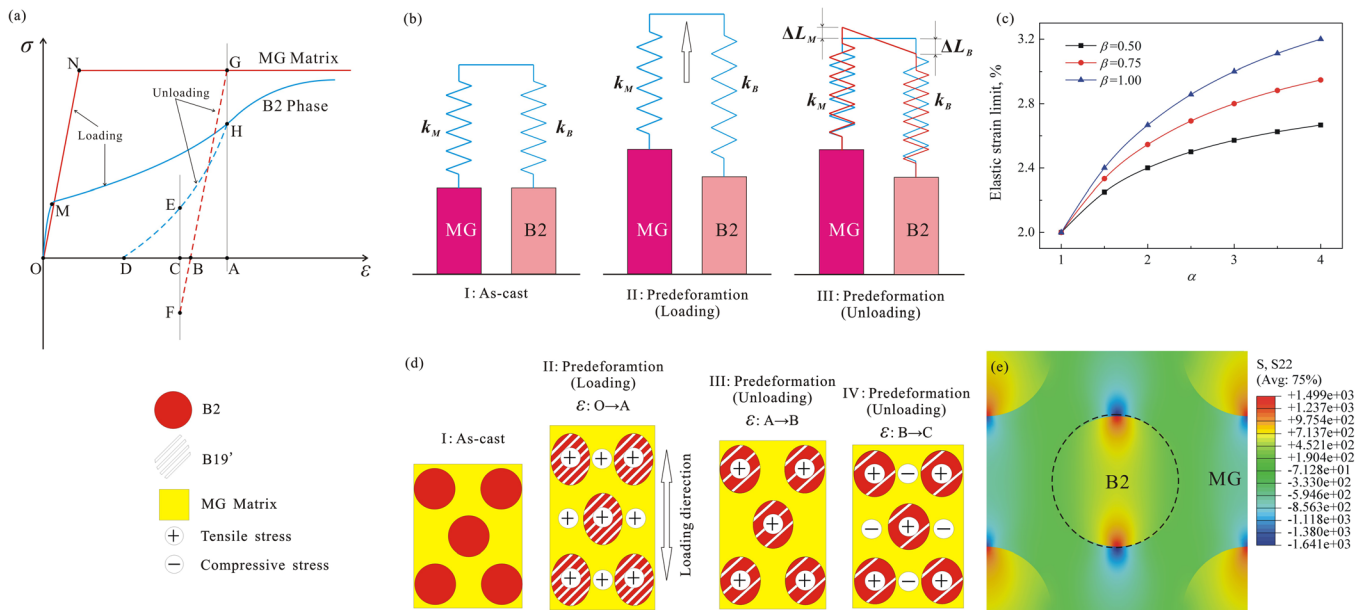 (a)
σ
N
G
MG Matrix
Unloading
B2 Phase
Loading
H
M
E
O
D
C
B
A
ε
F
(b)
ΔL_M
ΔL_B
k_M
k_B
k_M
k_B
k_M
k_B
MG
B2
MG
B2
MG
B2
I: As-cast
II: Predeforamtion
(Loading)
III: Predeformation
(Unloading)
(c)
Elastic strain limit, %
3.2
2.8
2.4
2.0
β=0.50
β=0.75
β=1.00
1
2
3
4
α
B2
B19’
MG Matrix
+ Tensile stress
− Compressive stress
(d)
I: As-cast
II: Predeforamtion
(Loading)
ε: O→A
+ + +
+ + +
+ + +
Loading dierection
III: Predeformation
(Unloading)
ε: A→B
+ +
+
+ +
IV: Predeformation
(Unloading)
ε: B→C
+ − +
− + −
+ − +
(e)
B2
MG
S, S22
(Avg: 75%)
+1.499e+03
+1.237e+03
+9.754e+02
+7.137e+02
+4.521e+02
+1.904e+02
-7.128e+01
-3.330e+02
-5.946e+02
-8.563e+02
-1.118e+03
-1.380e+03
-1.641e+03